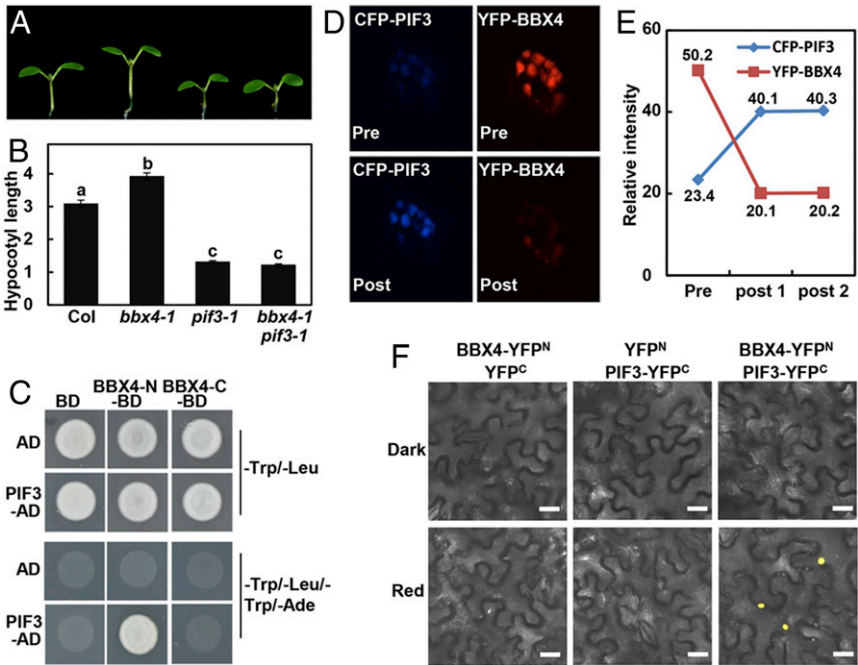 A
B
Hypocotyl length
4
3
2
1
0
a
b
c
c
Col
bbx4-1
pif3-1
bbx4-1
pif3-1
C
BD
BBX4-N
-BD
BBX4-C
-BD
AD
PIF3
-AD
-Trp/-Leu
AD
PIF3
-AD
-Trp/-Leu/-
Trp/-Ade
D
CFP-PIF3
Pre
YFP-BBX4
Pre
CFP-PIF3
Post
YFP-BBX4
Post
E
Relative intensity
60
40
20
0
CFP-PIF3
YFP-BBX4
50.2
23.4
40.1
40.3
20.1
20.2
Pre
post 1
post 2
F
BBX4-YFPᴺ
YFPᶜ
YFPᴺ
PIF3-YFPᶜ
BBX4-YFPᴺ
PIF3-YFPᶜ
Dark
Red